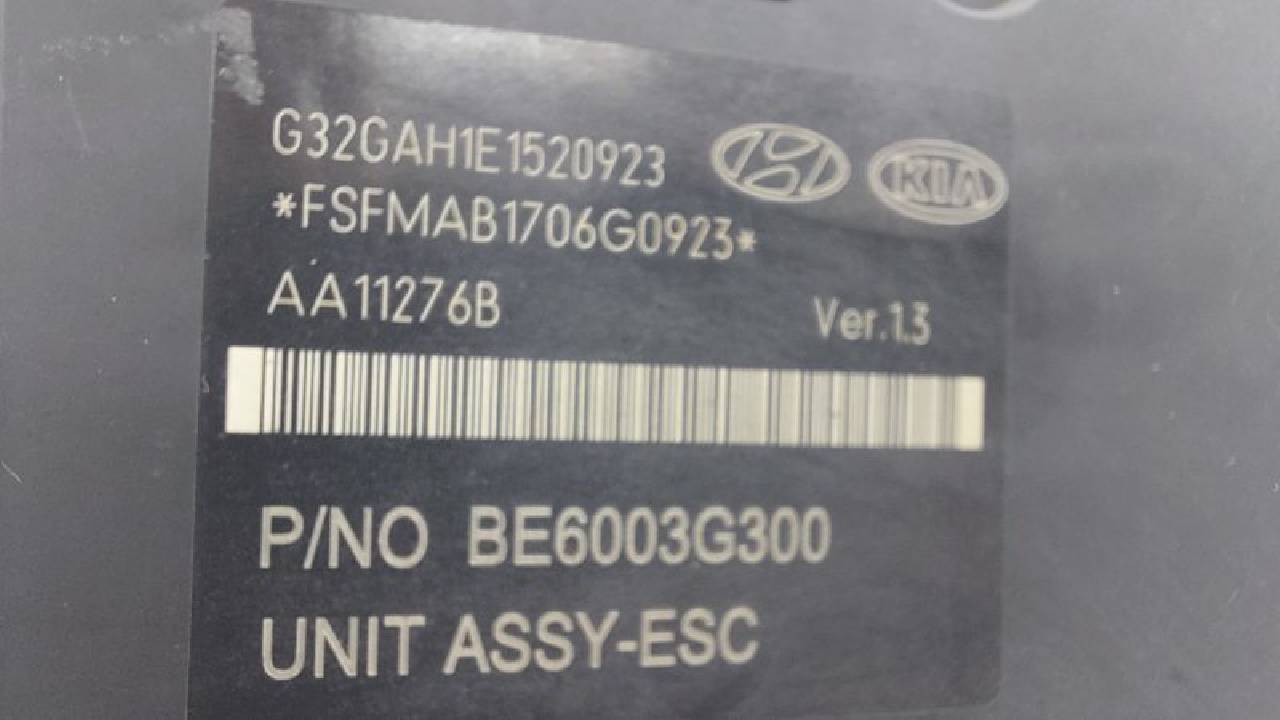 G32GAH1E1520923
KIA
*FSFMAB1706G0923*
AA11276B Ver.1.3
P/NO BE6003G300
UNIT ASSY-ESC